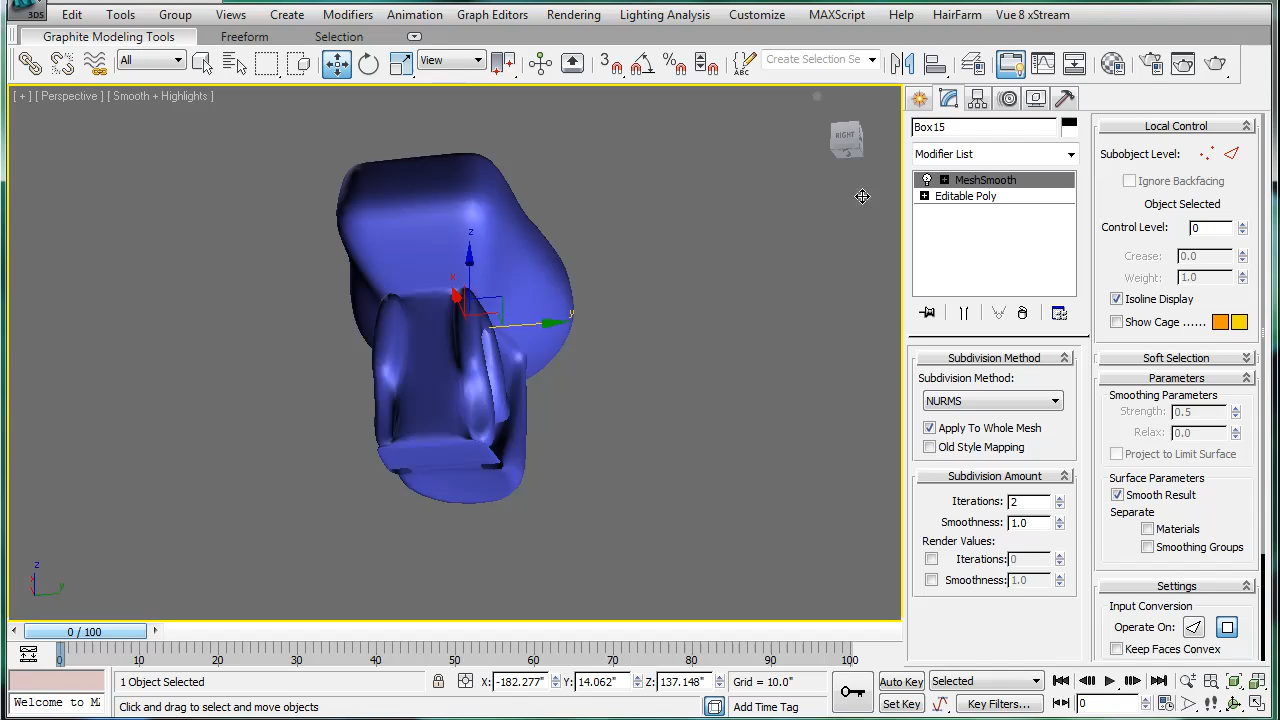 3DS
Edit Tools Group Views Create Modifiers Animation Graph Editors Rendering Lighting Analysis Customize MAXScript Help HairFarm Vue 8 xStream
Graphite Modeling Tools Freeform Selection
All View 3 ABC Create Selection Se
[ + ] [ Perspective ] [ Smooth + Highlights ]
RIGHT
z
x
y
z
x
y
Box15
Modifier List
MeshSmooth
Editable Poly
Subdivision Method
Subdivision Method:
NURMS
Apply To Whole Mesh
Old Style Mapping
Subdivision Amount
Iterations: 2
Smoothness: 1.0
Render Values:
Iterations: 0
Smoothness: 1.0
Local Control
Subobject Level:
Ignore Backfacing
Object Selected
Control Level: 0
Crease: 0.0
Weight: 1.0
Isoline Display
Show Cage ......
Soft Selection
Parameters
Smoothing Parameters
Strength: 0.5
Relax: 0.0
Project to Limit Surface
Surface Parameters
Smooth Result
Separate
Materials
Smoothing Groups
Settings
Input Conversion
Operate On:
Keep Faces Convex
0 / 100
0 10 20 30 40 50 60 70 80 90 100
1 Object Selected X: -182.277" Y: 14.062" Z: 137.148" Grid = 10.0" Auto Key Selected
Welcome to M Click and drag to select and move objects Add Time Tag Set Key Key Filters... 0